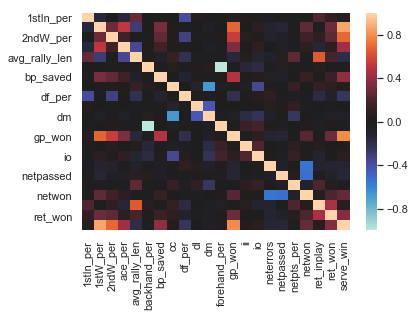 1stIn_per
2ndW_per
avg_rally_len
bp_saved
df_per
dm
gp_won
io
netpassed
netwon
ret_won
0.8
0.4
0.0
-0.4
-0.8
1stIn_per
1stW_per
2ndW_per
ace_per
avg_rally_len
backhand_per
bp_saved
cc
df_per
dl
dm
forehand_per
gp_won
ii
io
neterrors
netpassed
netpts_per
netwon
ret_inplay
ret_won
serve_win